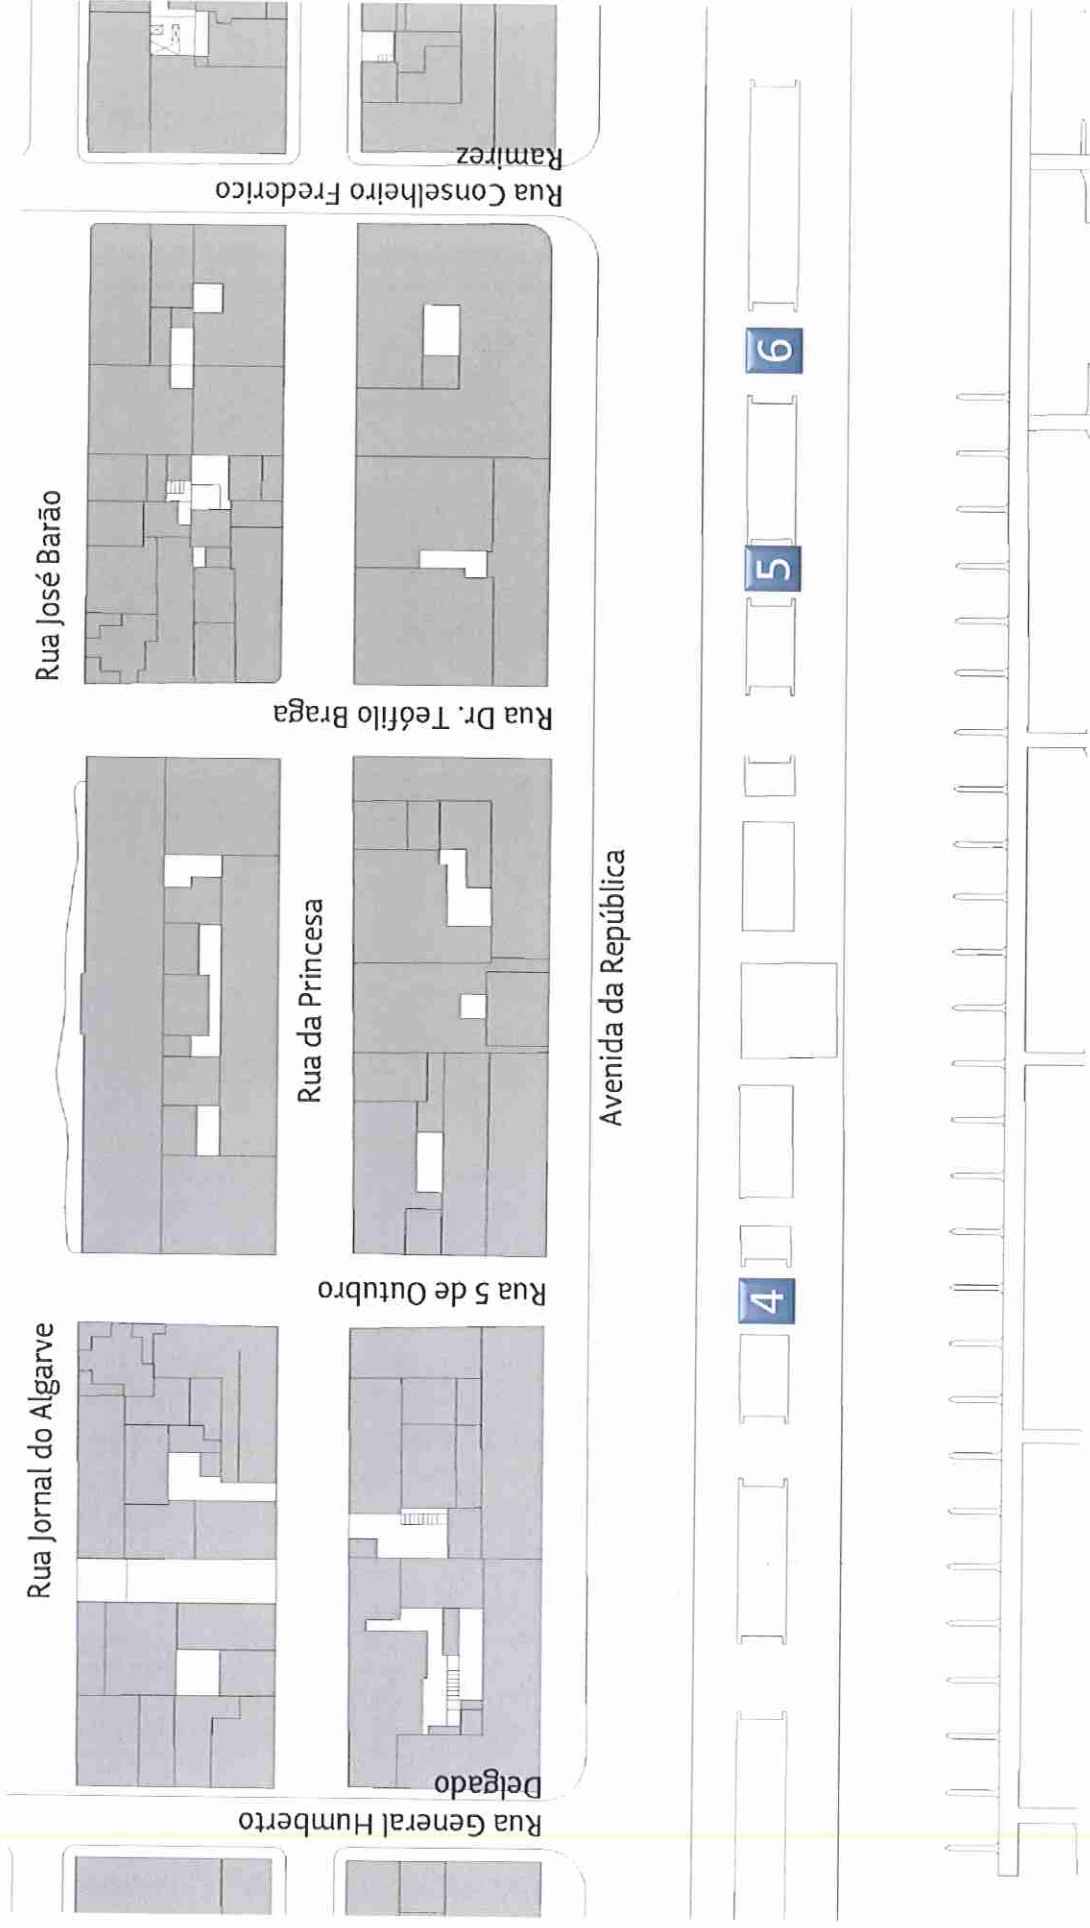 Rua Conselheiro Frederico
Ramirez
Rua José Barão
Rua Dr. Teófilo Braga
Rua da Princesa
Avenida da República
Rua 5 de Outubro
Rua Jornal do Algarve
Rua General Humberto
Delgado
6
5
4